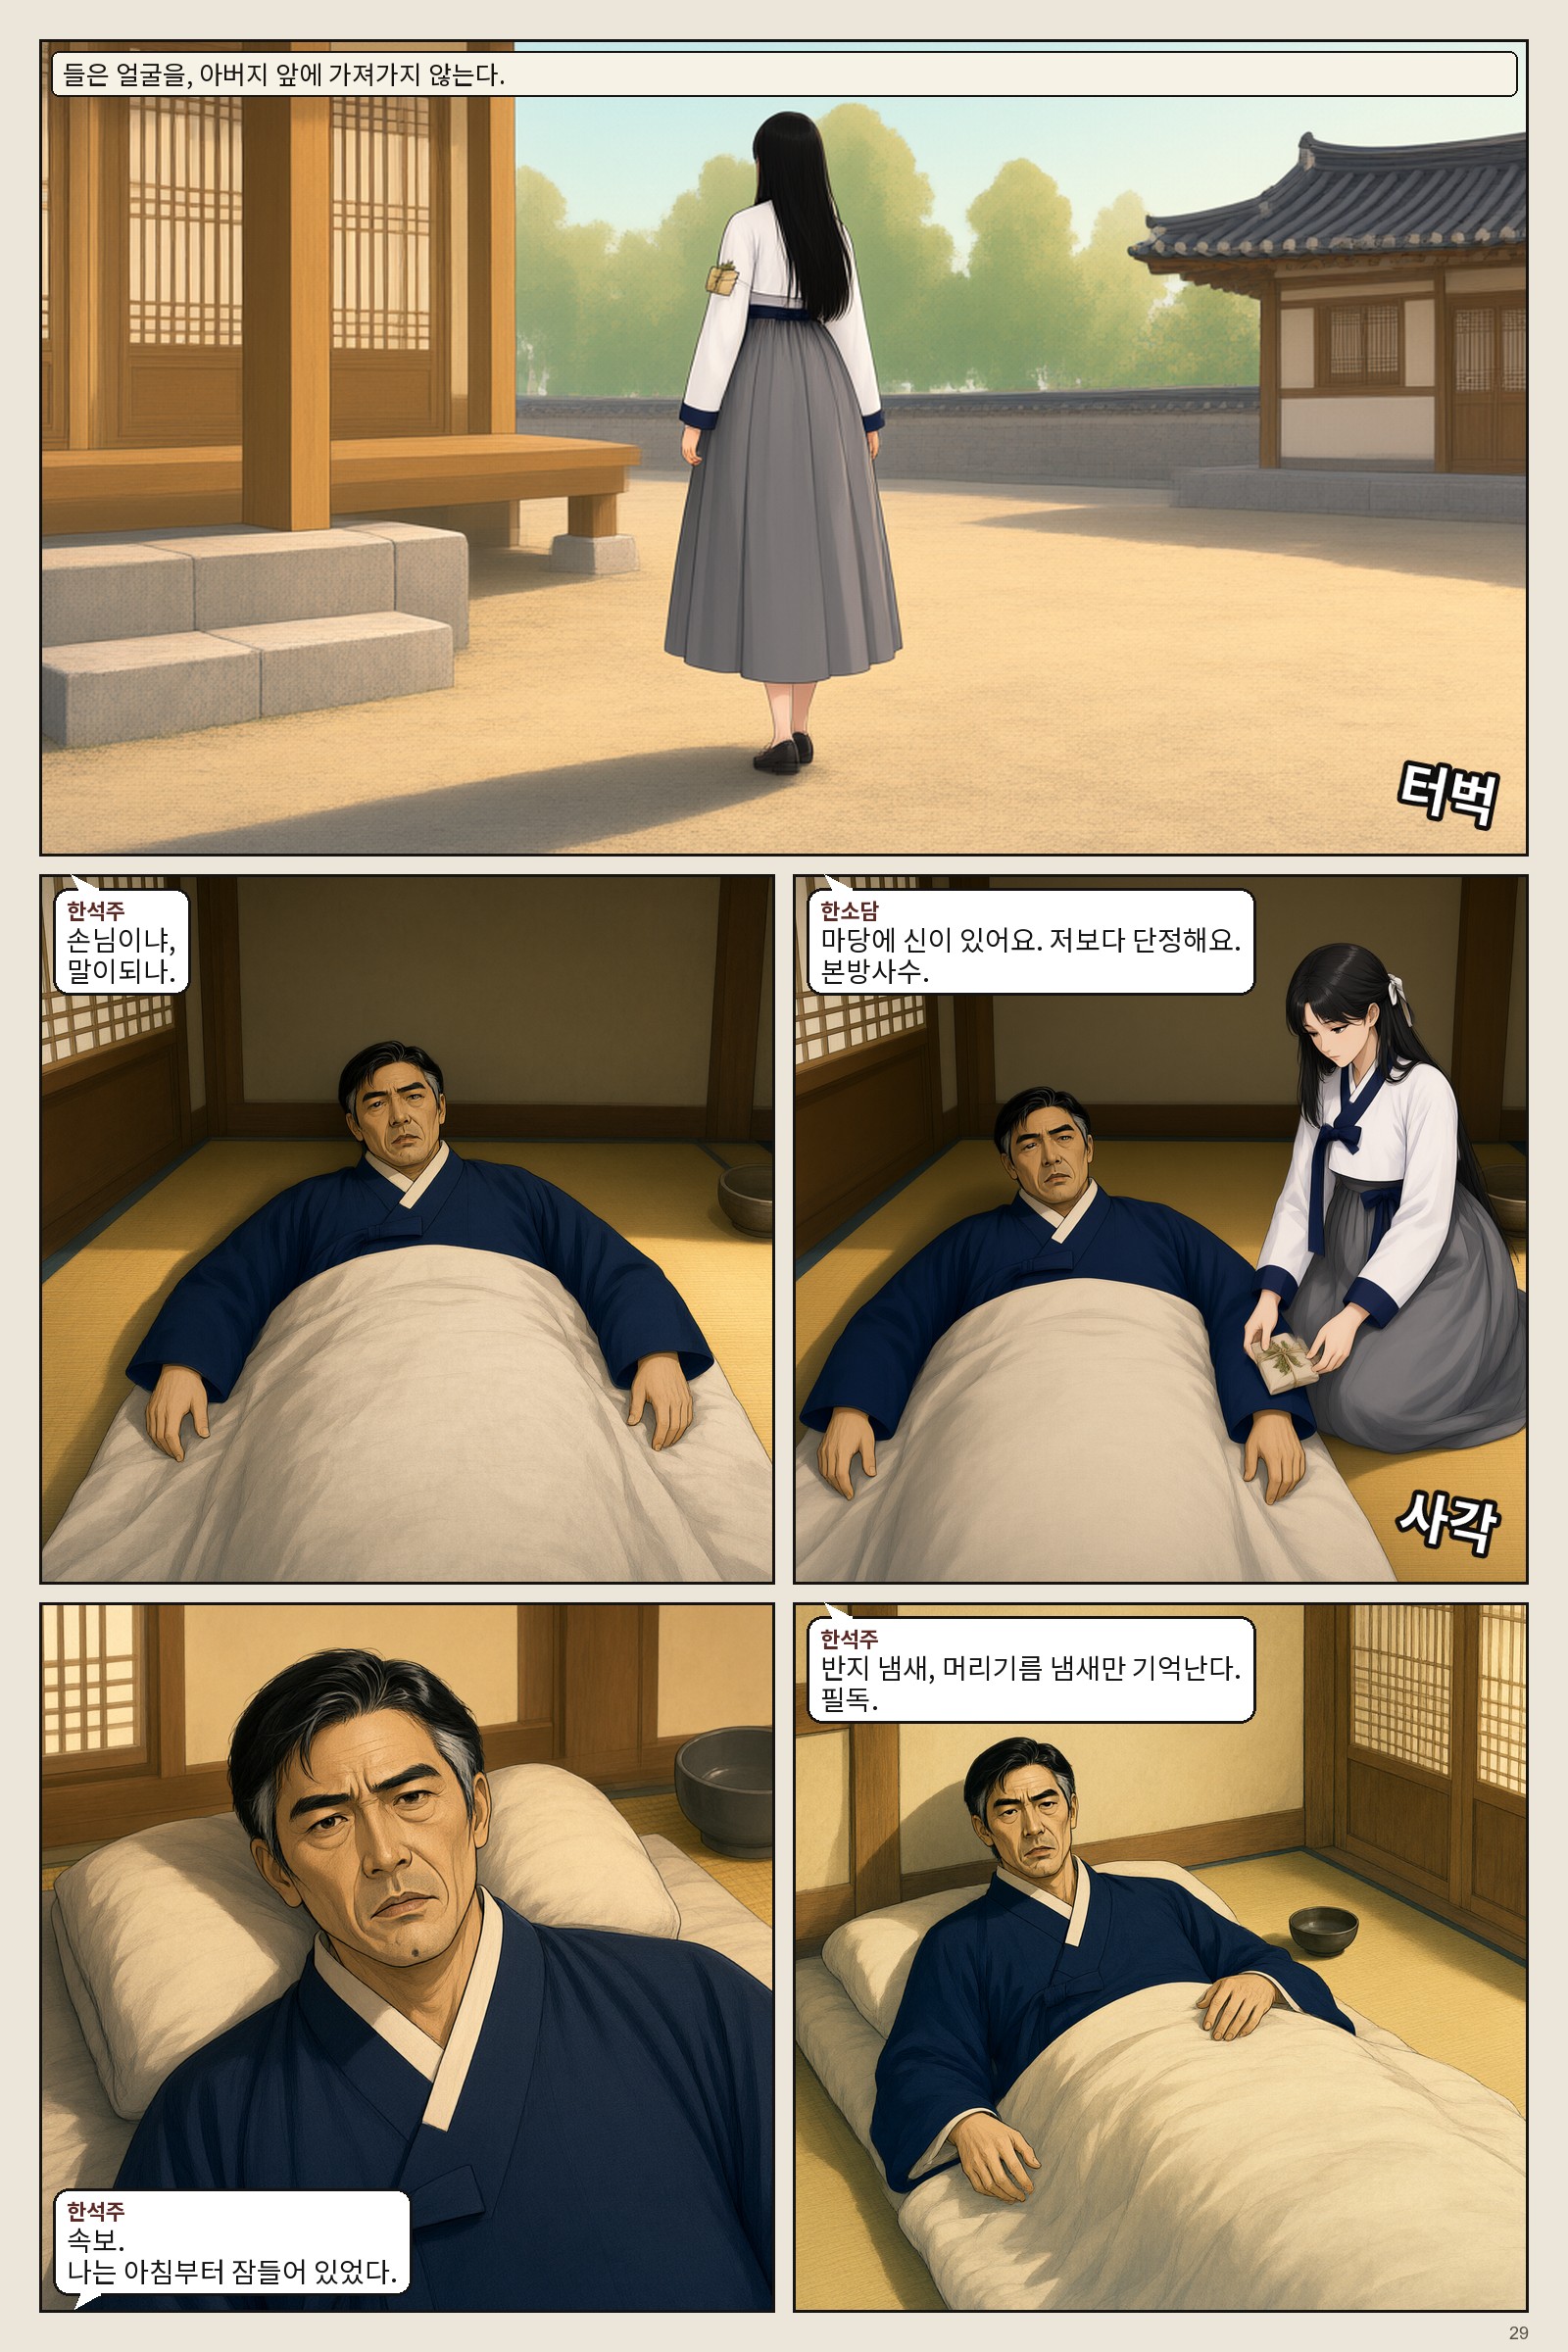 들은 얼굴을, 아버지 앞에 가져가지 않는다.
터벅
한석주
손님이냐,
말이되나.
한소담
마당에 신이 있어요. 저보다 단정해요.
본방사수.
사각
한석주
속보.
나는 아침부터 잠들어 있었다.
한석주
반지 냄새, 머리기름 냄새만 기억난다.
필독.
29